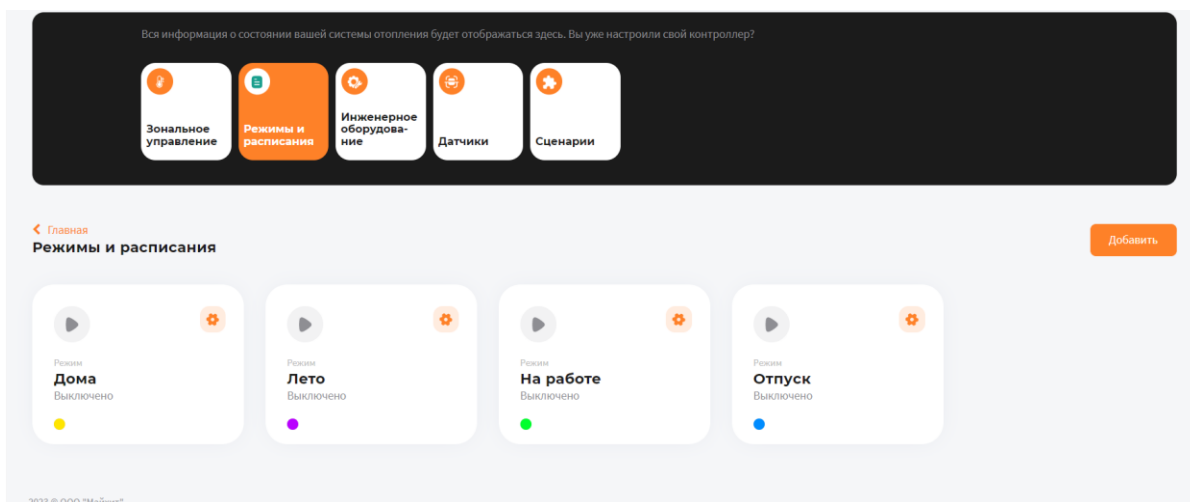 Вся информация о состоянии вашей системы отопления будет отображаться здесь. Вы уже настроили свой контроллер?
Зональное
управление
Режимы и
расписания
Инженерное
оборудова-
ние
Датчики
Сценарии
Главная
Режимы и расписания
Добавить
Режим
Дома
Выключено
Режим
Лето
Выключено
Режим
На работе
Выключено
Режим
Отпуск
Выключено
2023 © ООО